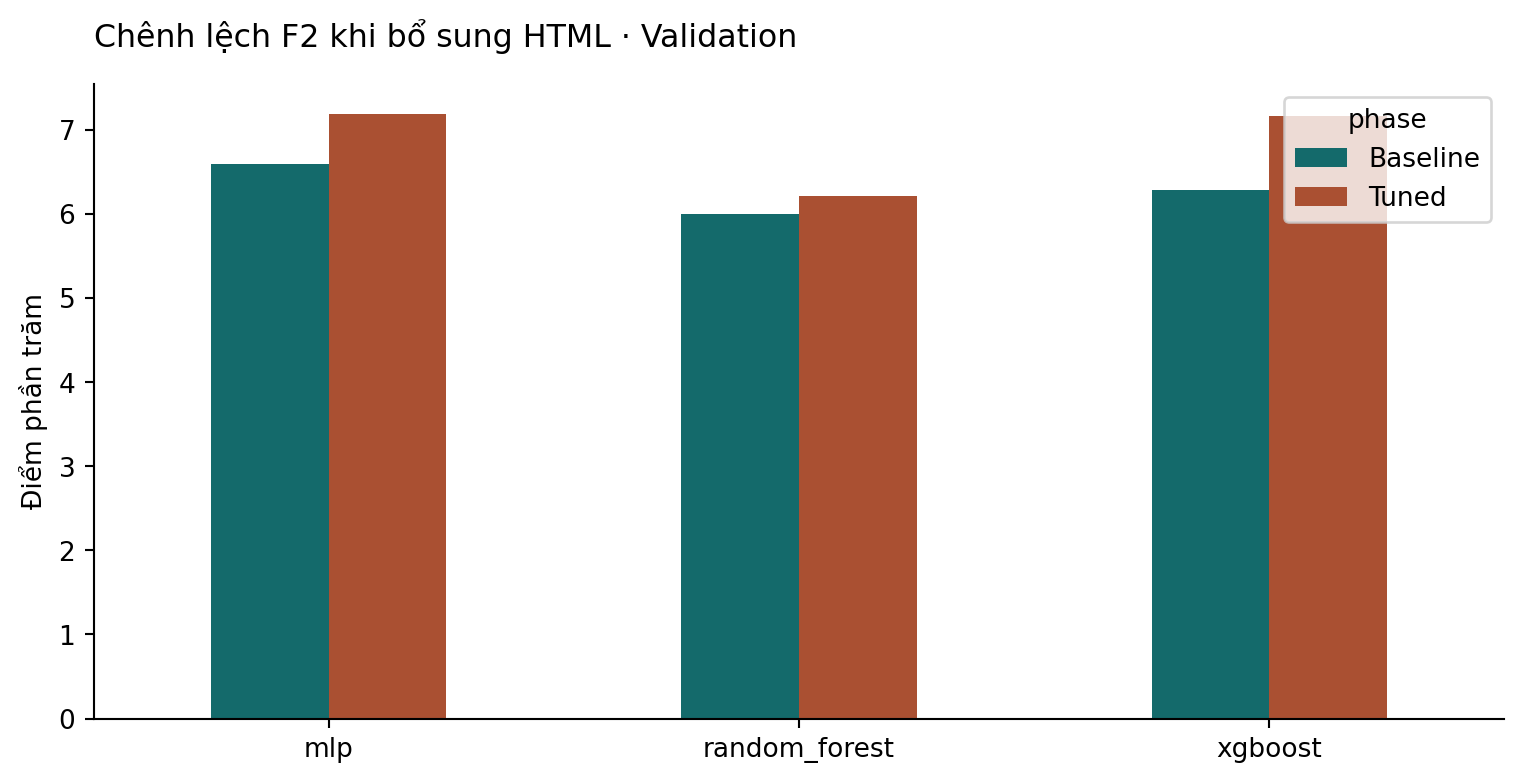 Chênh lệch F2 khi bổ sung HTML · Validation
Điểm phần trăm
7
6
5
4
3
2
1
0
phase
Baseline
Tuned
mlp
random_forest
xgboost